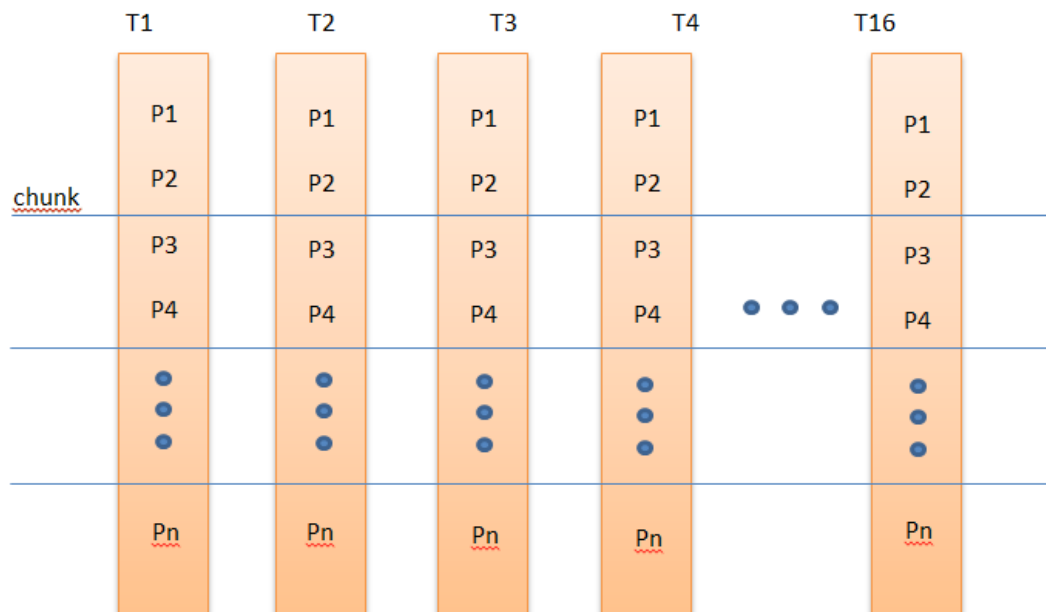 T1 T2 T3 T4 T16
P1 P1 P1 P1 P1
P2 P2 P2 P2 P2
chunk
P3 P3 P3 P3 P3
P4 P4 P4 P4 P4
Pn Pn Pn Pn Pn